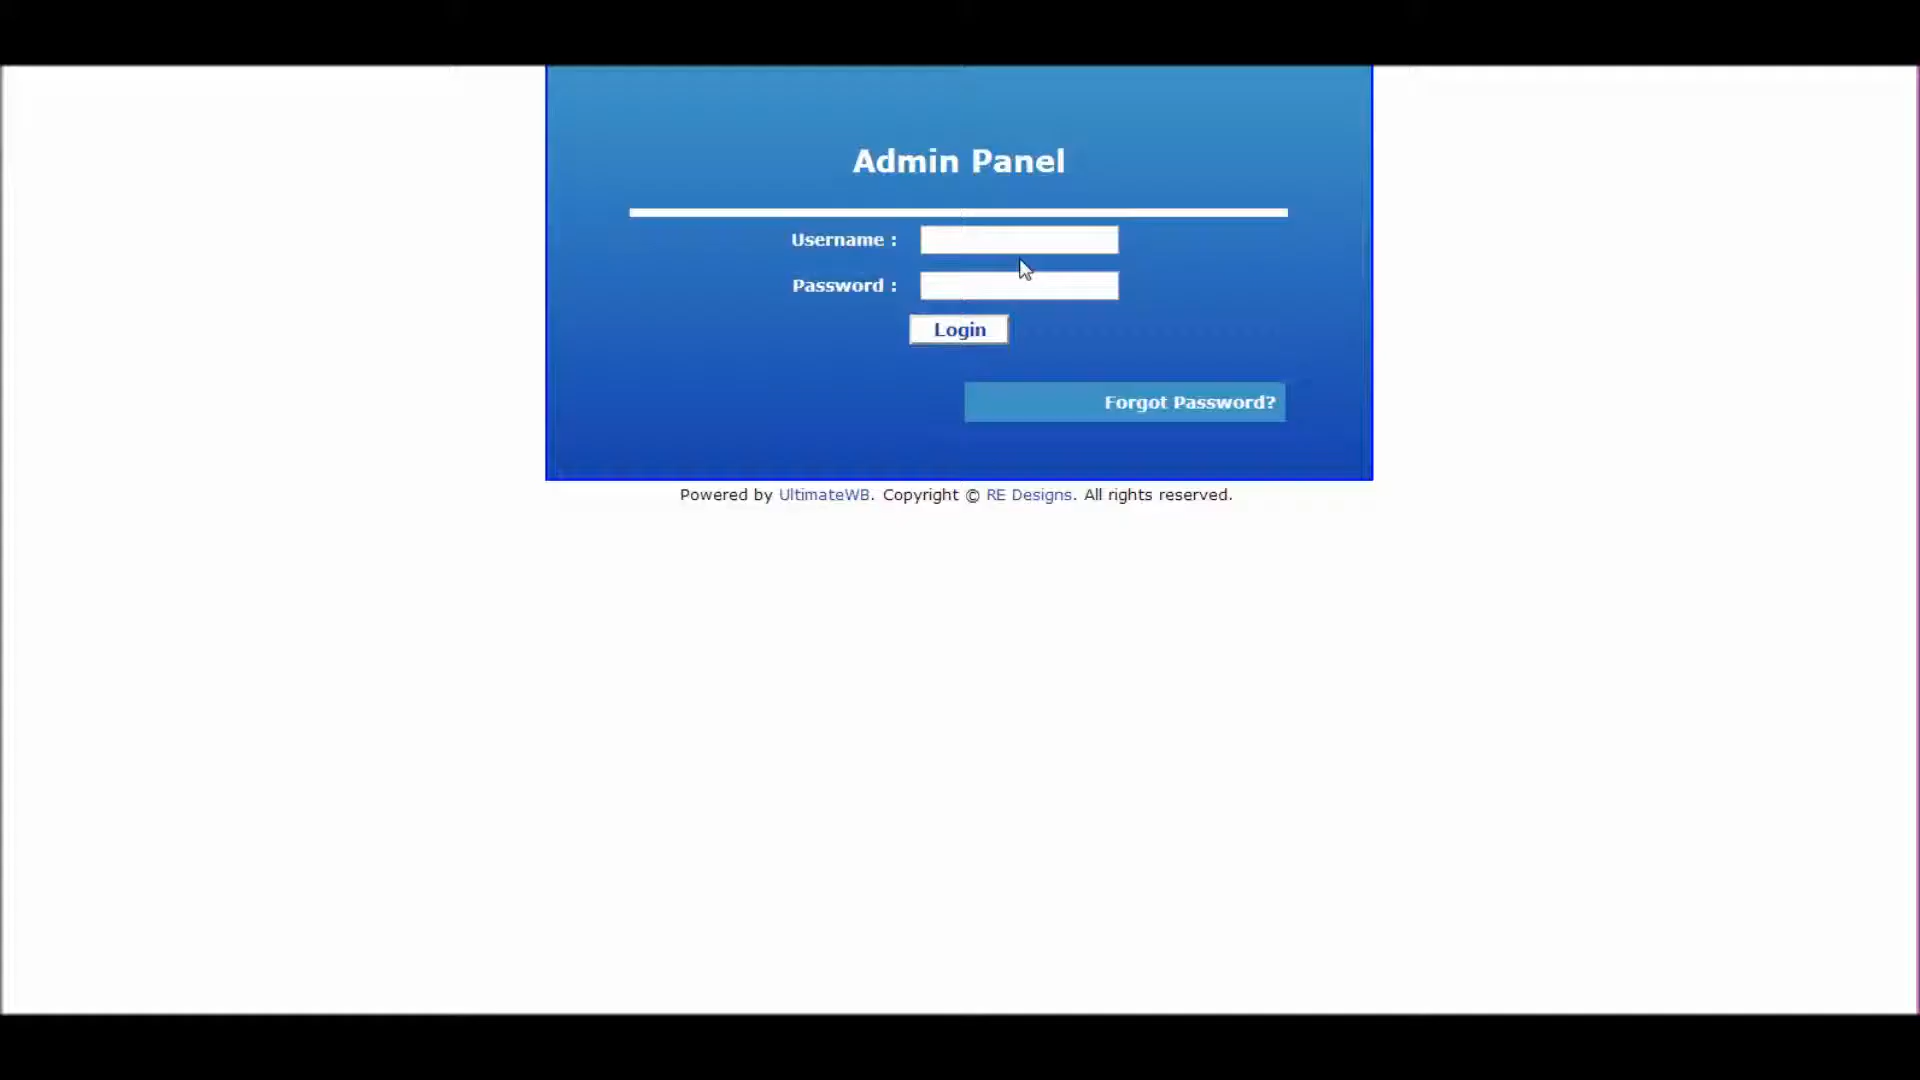 Admin Panel
Username :
Password :
Login
Forgot Password?
Powered by UltimateWB. Copyright © RE Designs. All rights reserved.